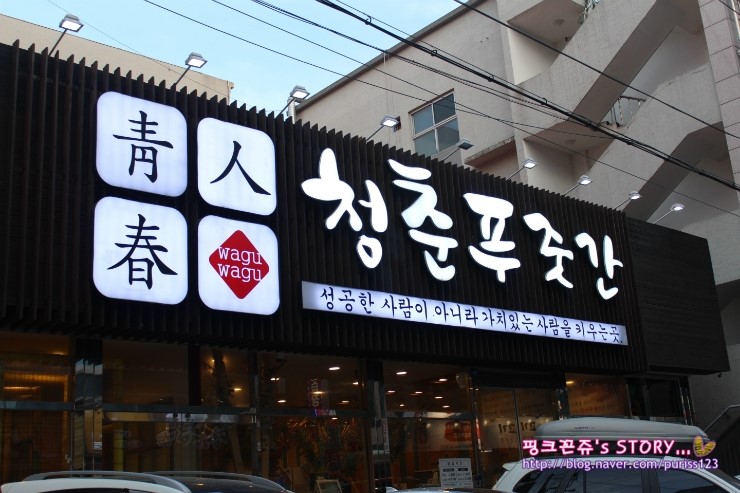 靑人
春
wagu
wagu
청춘푸줏간
성공한 사람이 아니라 가치있는 사람을 키우는곳.
핑크꼰쥬's STORY...
http://blog.naver.com/puriss123